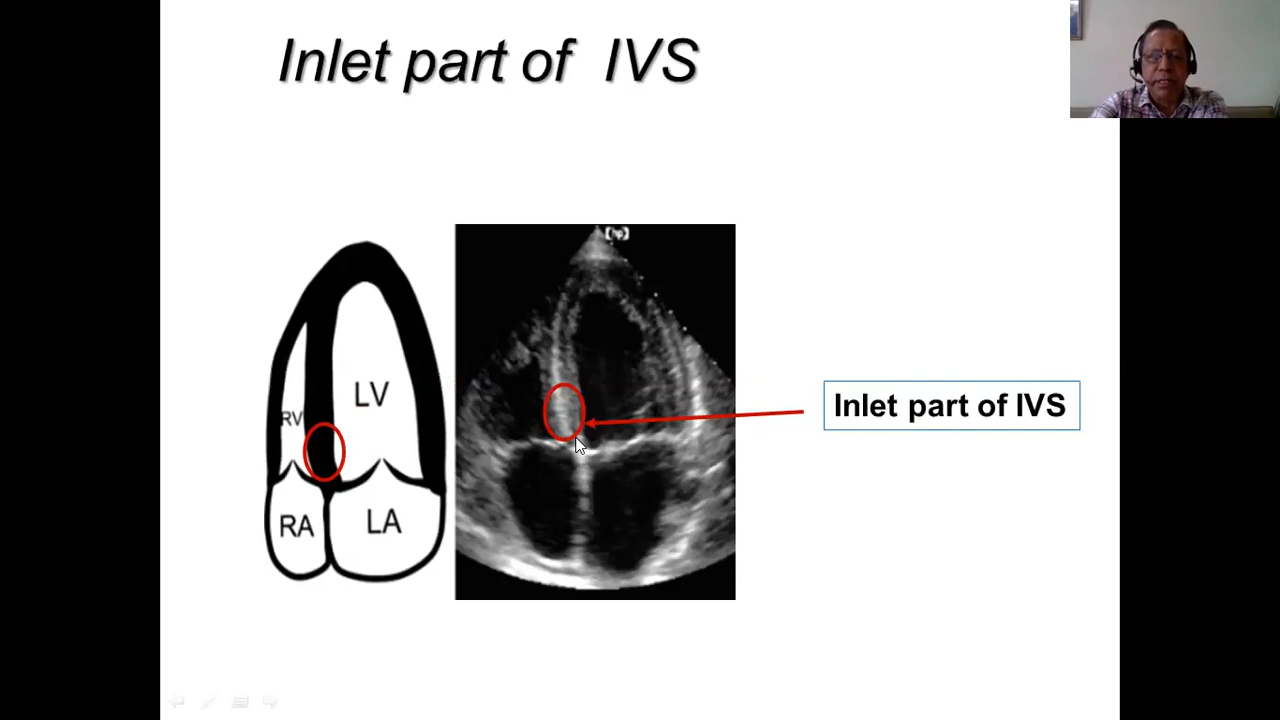 Inlet part of IVS
Inlet part of IVS
LV
RV
RA
LA